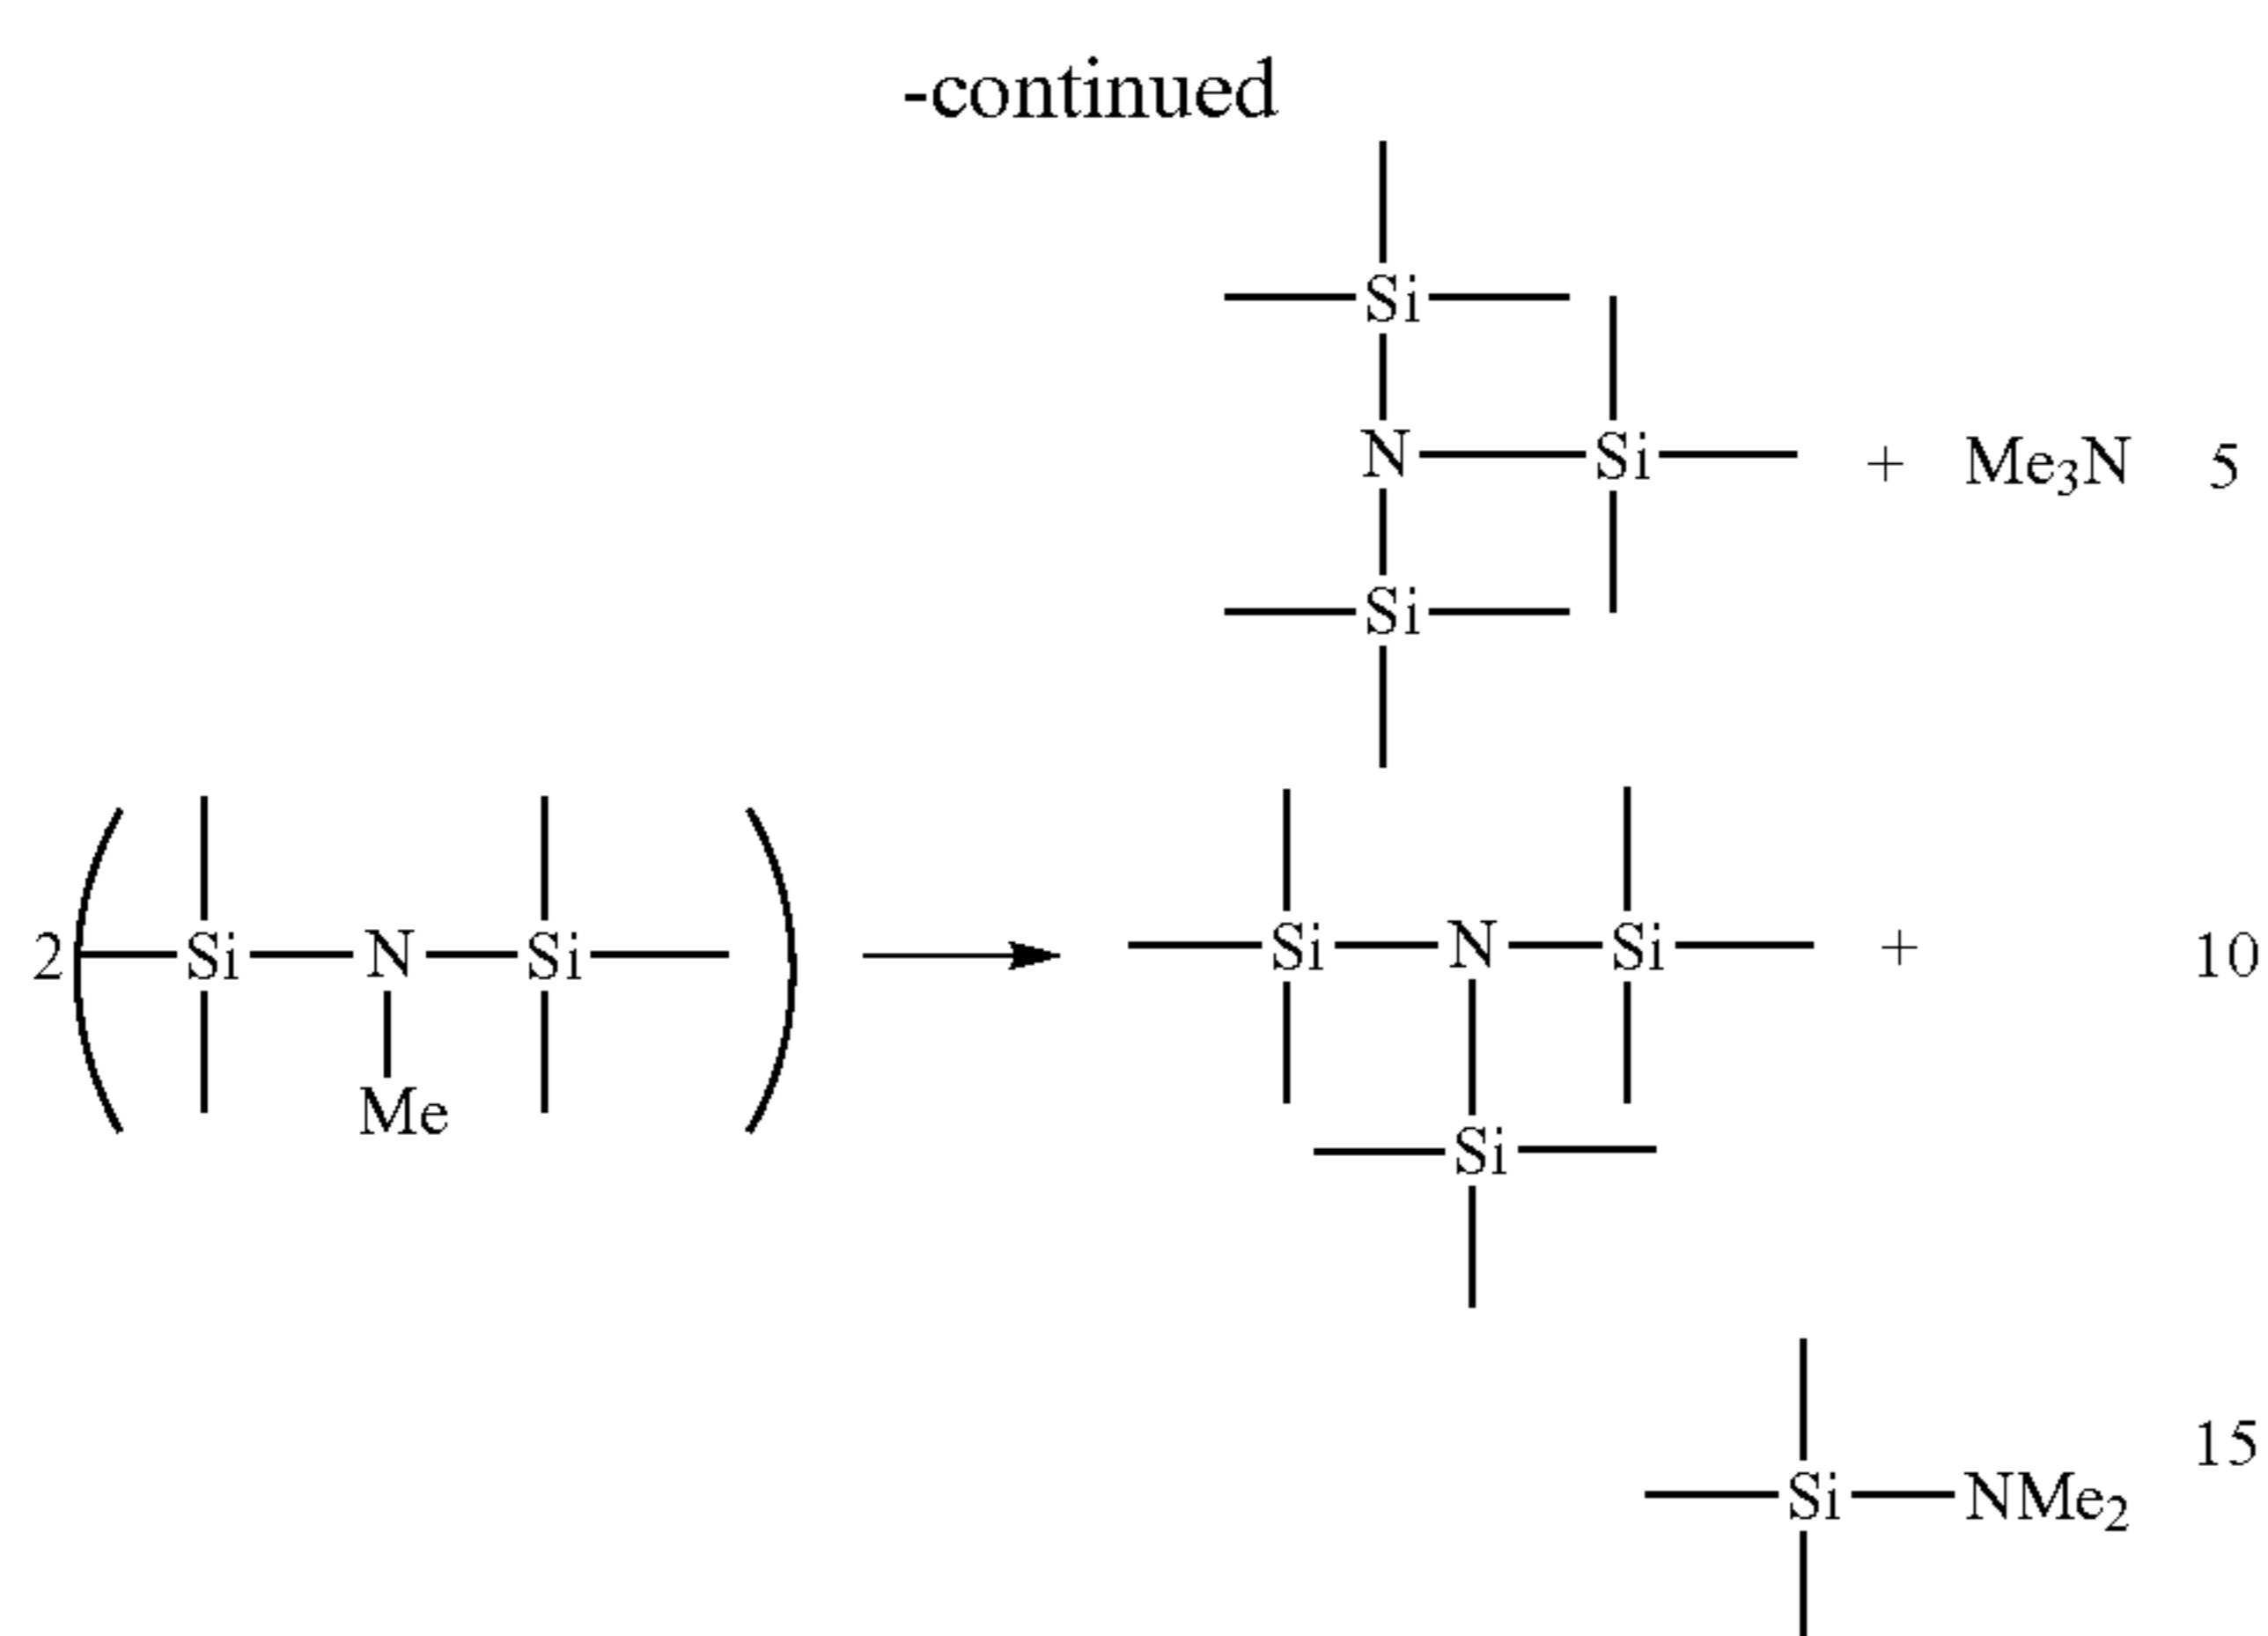 -continued
Si
N Si + Me₃N 5
Si
2 Si N Si Si N Si + 10
Me
Si
15
Si NMe₂